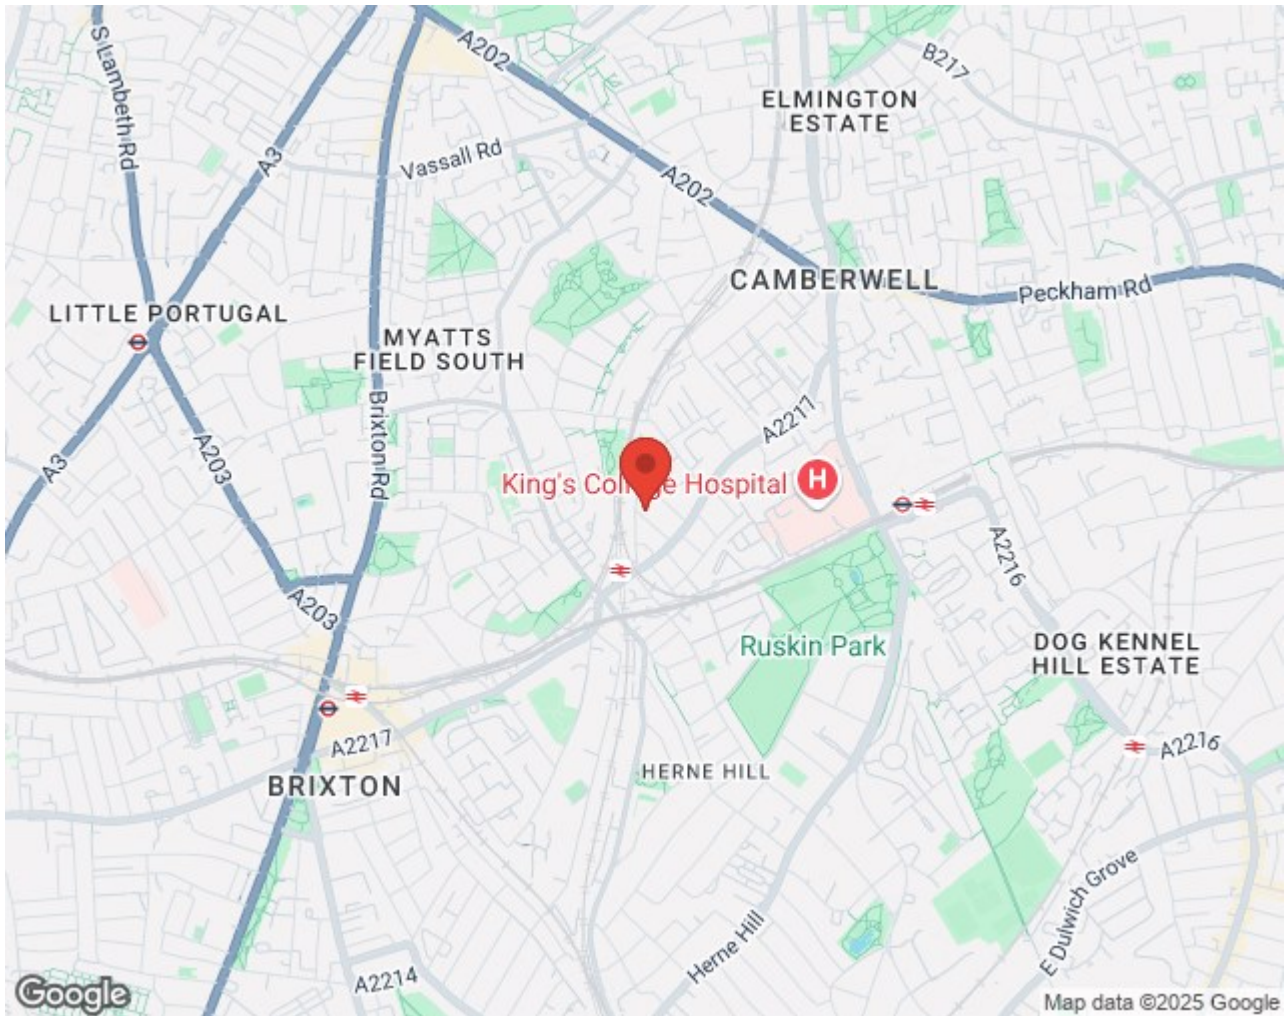 S Lambeth Rd
A202
B217
ELMINGTON
ESTATE
A3
Vassall Rd
A202
CAMBERWELL
Peckham Rd
LITTLE PORTUGAL
MYATTS
FIELD SOUTH
Brixton Rd
A2217
A203
A3
King's College Hospital
H
A2216
A203
Ruskin Park
DOG KENNEL
HILL ESTATE
A2217
A2216
HERNE HILL
BRIXTON
E Dulwich Grove
Herne Hill
A2214
Google
Map data ©2025 Google